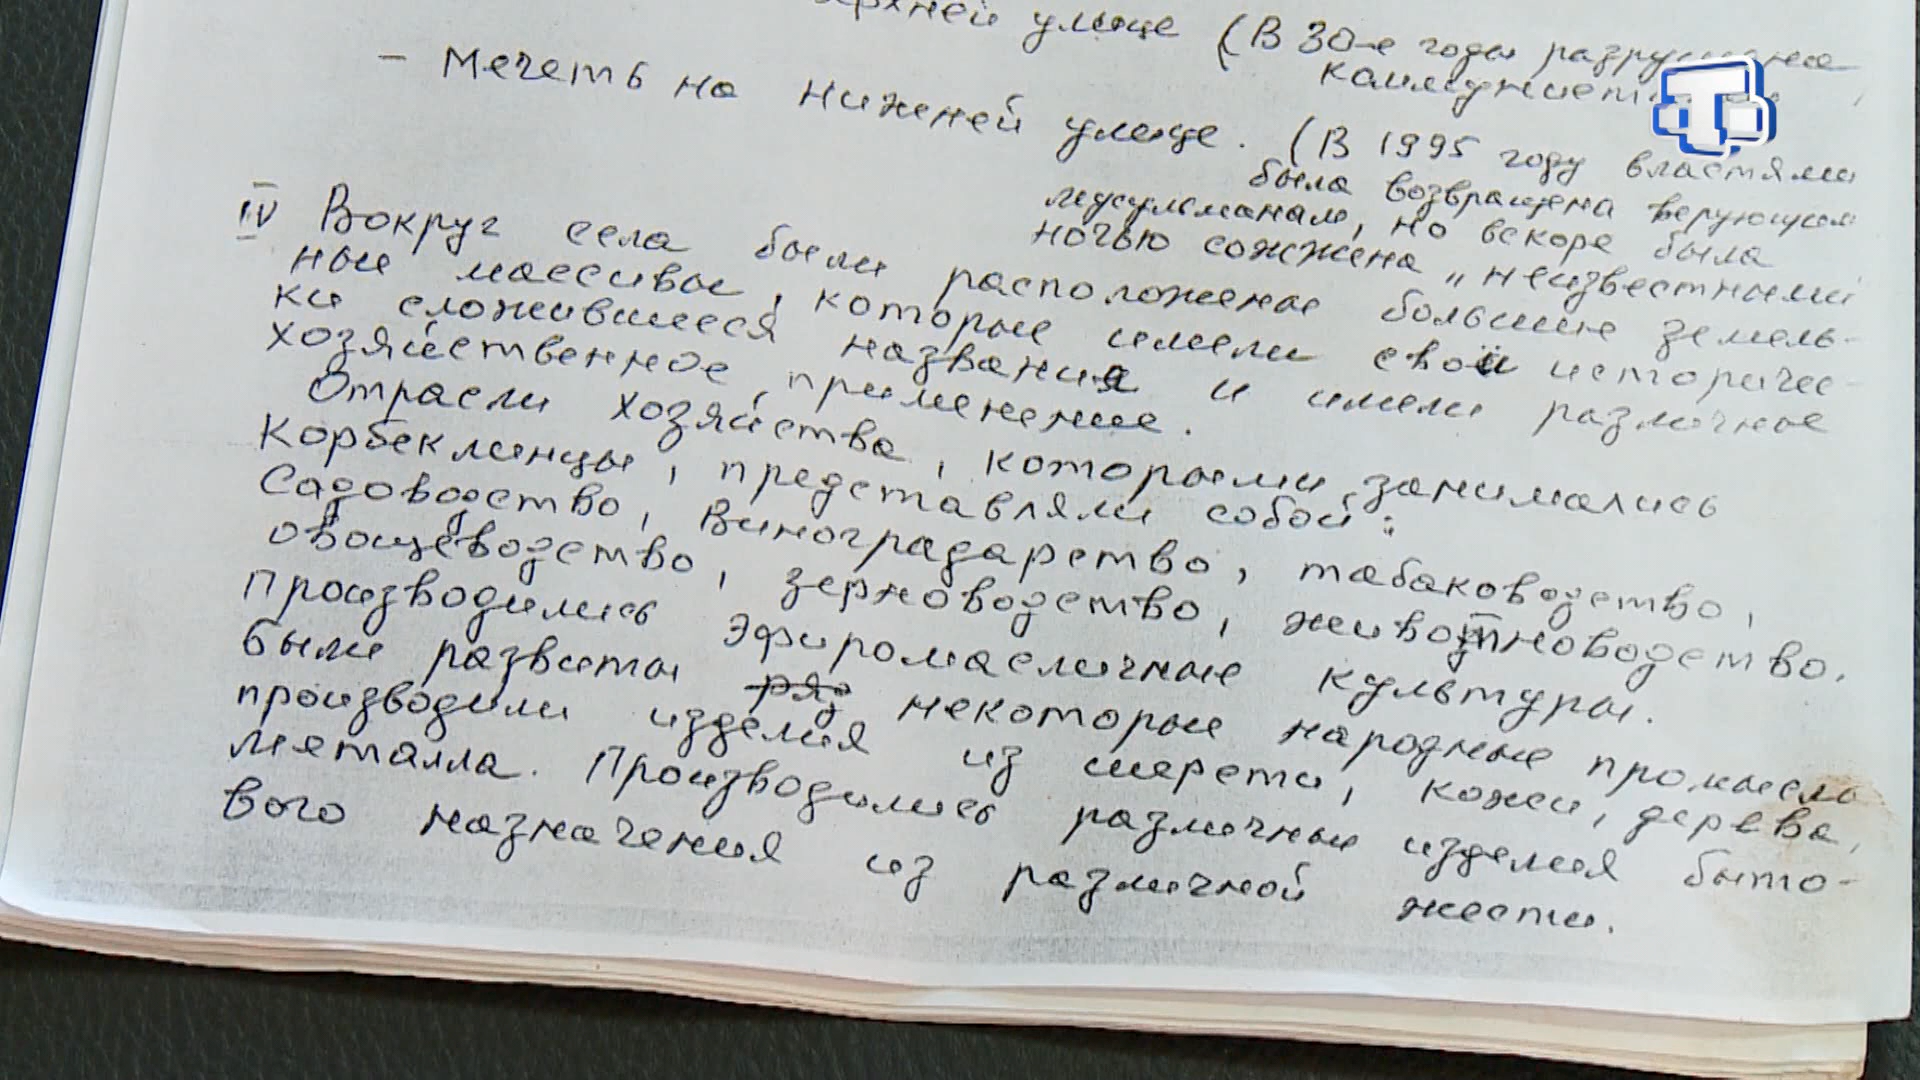 верхней улице (В 30-е годы разрушена
- Мечеть на нижней улице. (В 1995 году властями
была возвращена верующим
мусульманам, но вскоре была
ночью сожжена „неизвестными
IV Вокруг села были расположены большие земель-
ные массивы, которые имели свои историчес-
ки сложившиеся названия и имели различное
хозяйственное применение.
Отрасли хозяйства, которыми занимались
Корбеклинцы, представляли собой:
Садоводство, виноградарство, табаководство,
овощеводство, зерноводство, животноводство.
Производились эфиромасличные культуры.
Были развиты ряд некоторые народные промыслы
производили изделия из шерсти, кожи, дерева,
металла. Производились различные изделия быто-
вого назначения из различной жести.